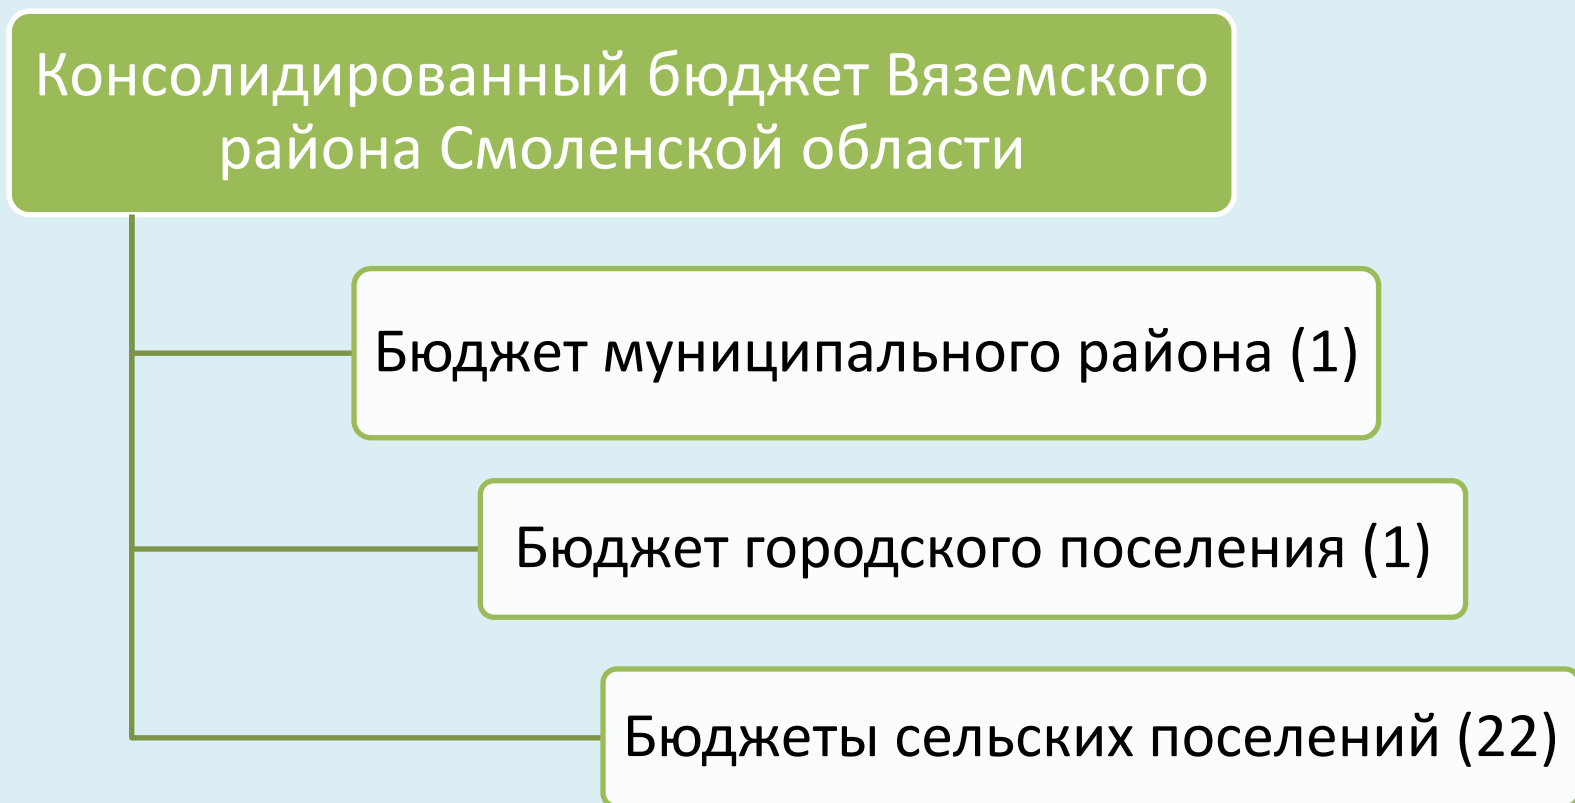 Консолидированный бюджет Вяземского
района Смоленской области
Бюджет муниципального района (1)
Бюджет городского поселения (1)
Бюджеты сельских поселений (22)